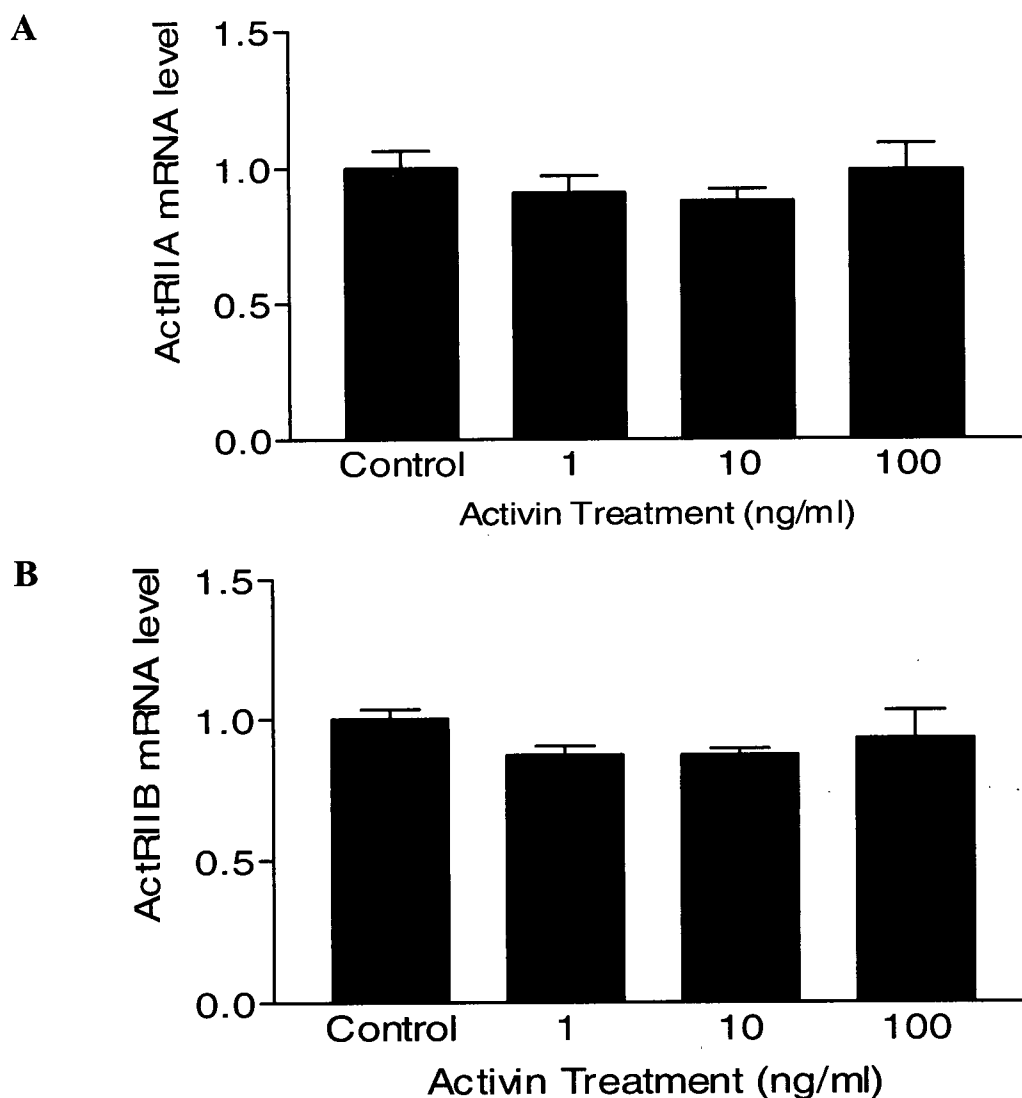 A
ActRIIA mRNA level
1.5
1.0
0.5
0.0
Control 1 10 100
Activin Treatment (ng/ml)
B
ActRIIB mRNA level
1.5
1.0
0.5
0.0
Control 1 10 100
Activin Treatment (ng/ml)